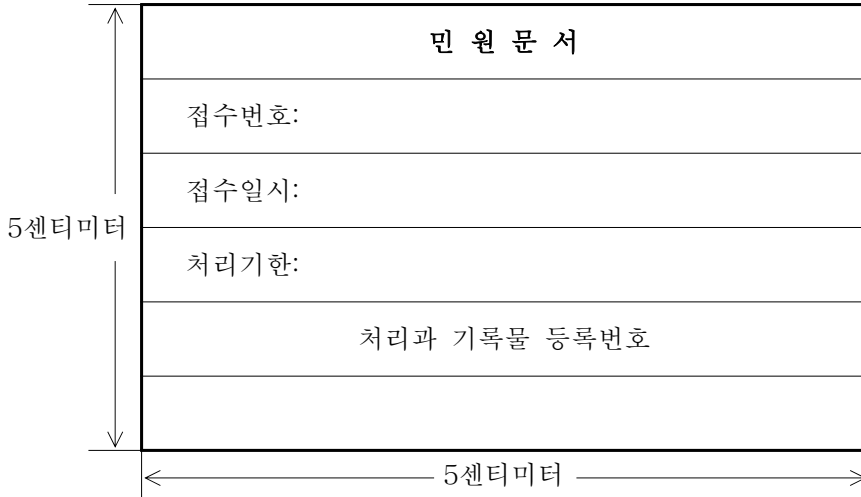 민 원 문 서
접수번호:
접수일시:
5센티미터
처리기한:
처리과 기록물 등록번호
5센티미터